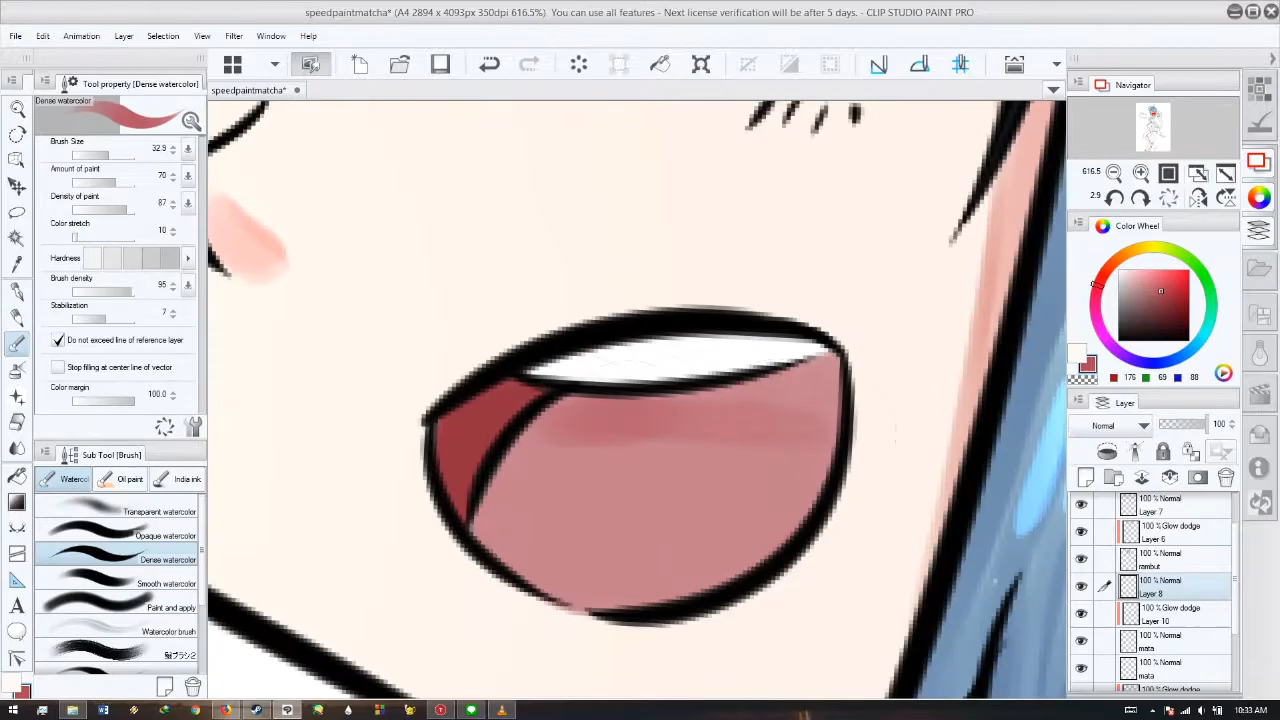 speedpaintmatcha* (A4 2894 x 4093px 350dpi 616.5%) - You can use all features - Next license verification will be after 5 days. - CLIP STUDIO PAINT PRO
File Edit Animation Layer Selection View Filter Window Help
Tool property [Dense watercolor]
Dense watercolor
Brush Size 32.9
Amount of paint 70
Density of paint 87
Color stretch 10
Hardness
Brush density 95
Stabilization 7
Do not exceed line of reference layer
Stop filling at center line of vector
Color margin 100.0
Sub Tool [Brush]
Watercol Oil paint India ink
Transparent watercolor
Opaque watercolor
Dense watercolor
Smooth watercolor
Paint and apply
Watercolor brush
speedpaintmatcha*
Navigator
616.5
2.9
Color Wheel
176 69 88
Layer
Normal 100
100 % Normal
Layer 7
100 % Glow dodge
Layer 6
100 % Normal
rambut
100 % Normal
Layer 8
100 % Glow dodge
Layer 10
100 % Normal
mata
100 % Normal
mata
100 % Glow dodge
10:33 AM